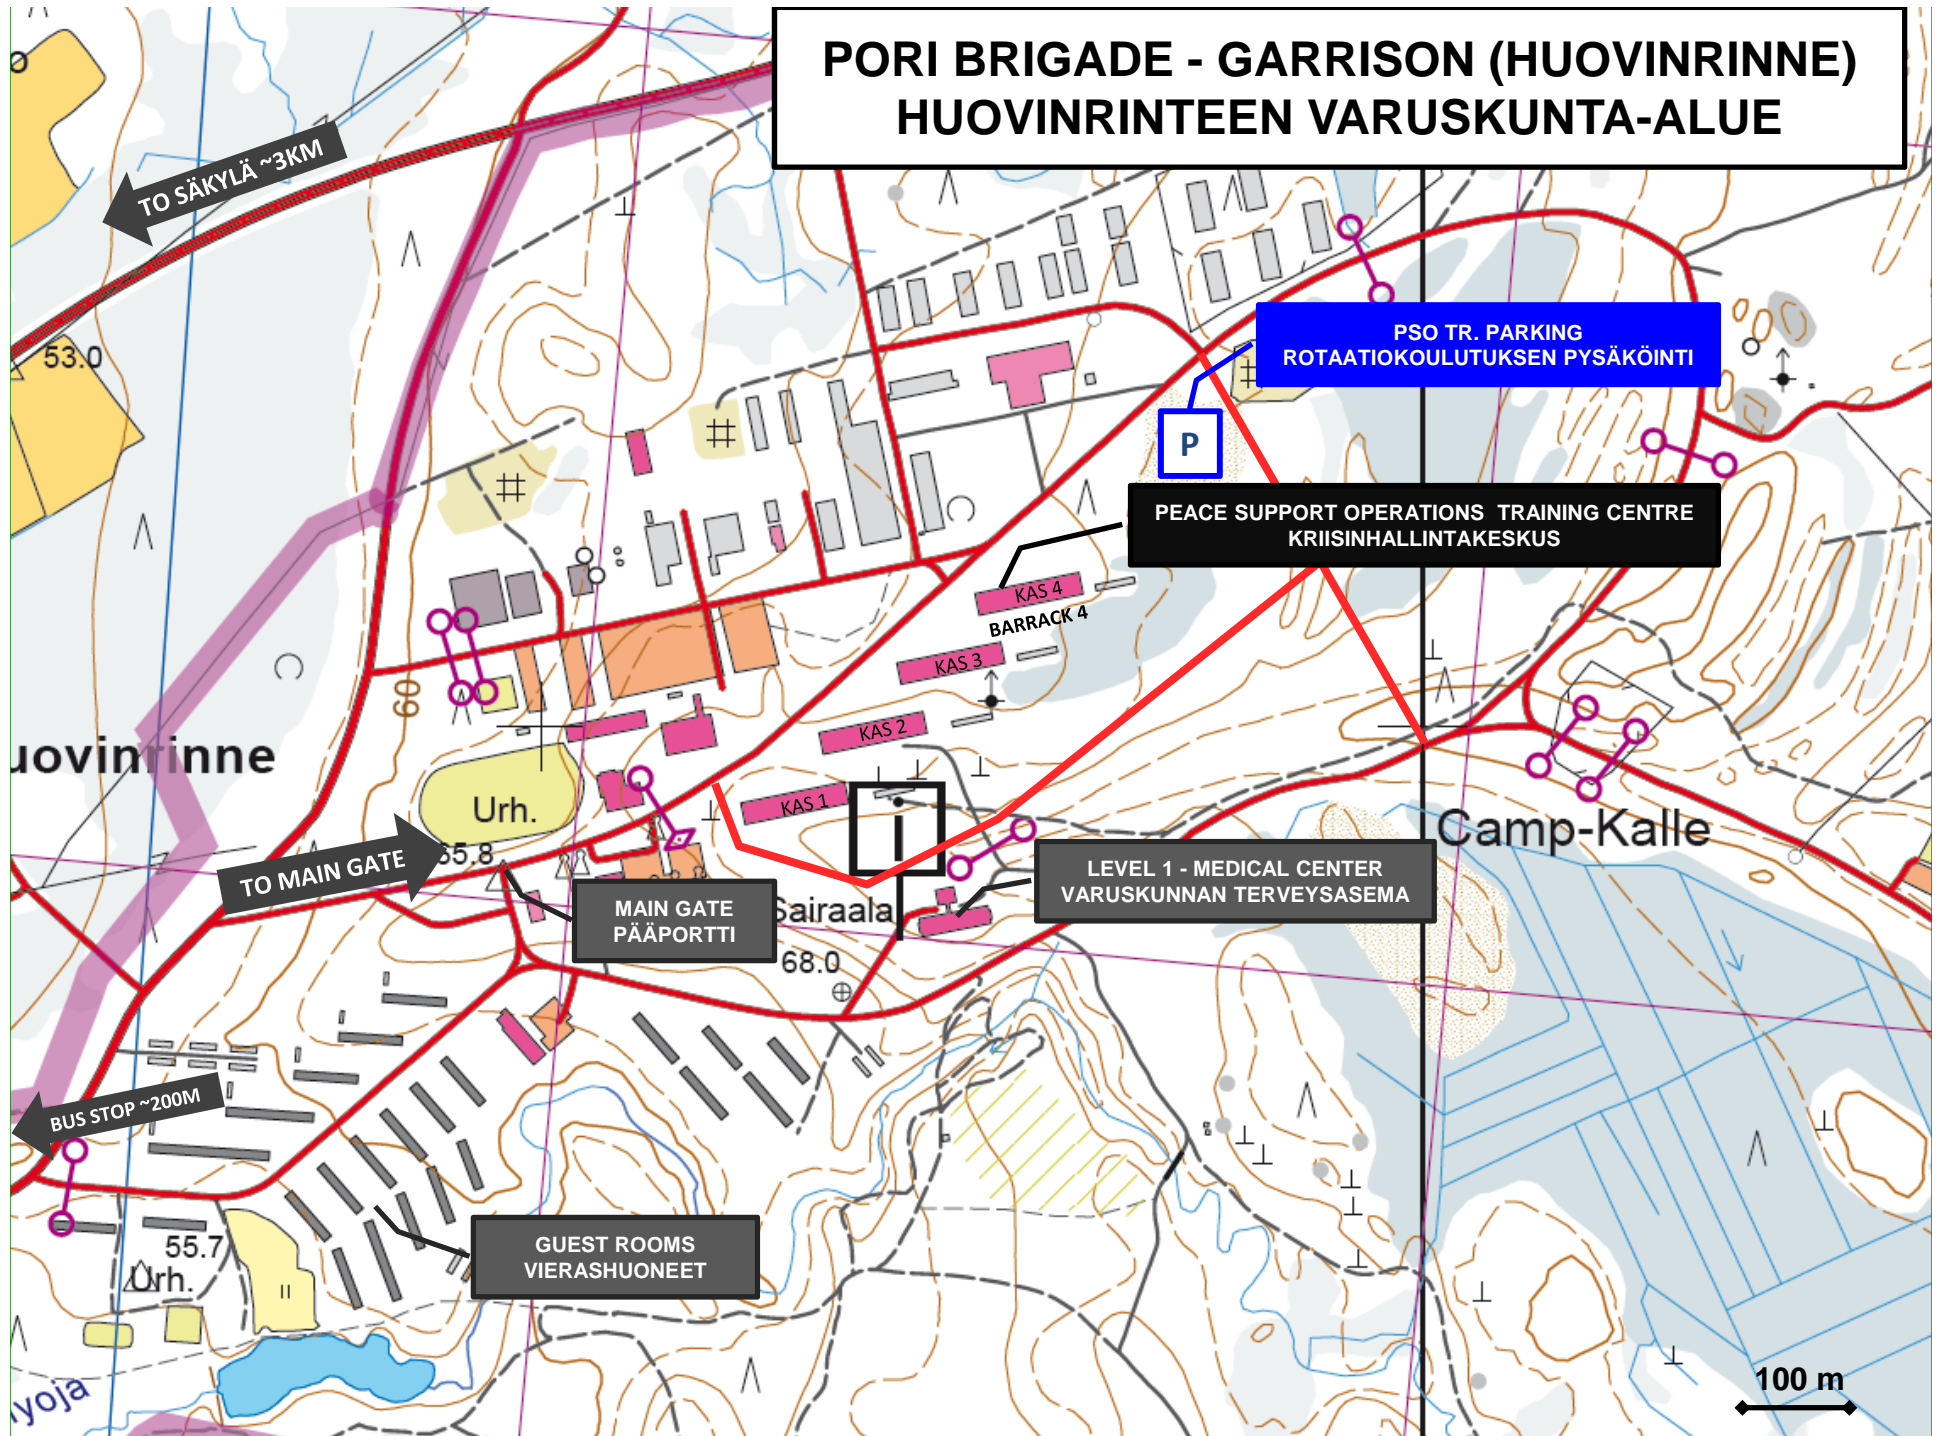 PORI BRIGADE - GARRISON (HUOVINRINNE)
HUOVINRINTEEN VARUSKUNTA-ALUE
TO SÄKYLÄ ~3KM
53.0
PSO TR. PARKING
ROTAATIOKOULUTUKSEN PYSÄKÖINTI
P
PEACE SUPPORT OPERATIONS TRAINING CENTRE
KRIISINHALLINTAKESKUS
KAS 4
BARRACK 4
KAS 3
60
KAS 2
uovinrinne
KAS 1
Urh.
Camp-Kalle
65.8
TO MAIN GATE
LEVEL 1 - MEDICAL CENTER
VARUSKUNNAN TERVEYSASEMA
MAIN GATE
PÄÄPORTTI
Sairaala
68.0
BUS STOP ~200M
GUEST ROOMS
VIERASHUONEET
55.7
Urh.
yoja
100 m